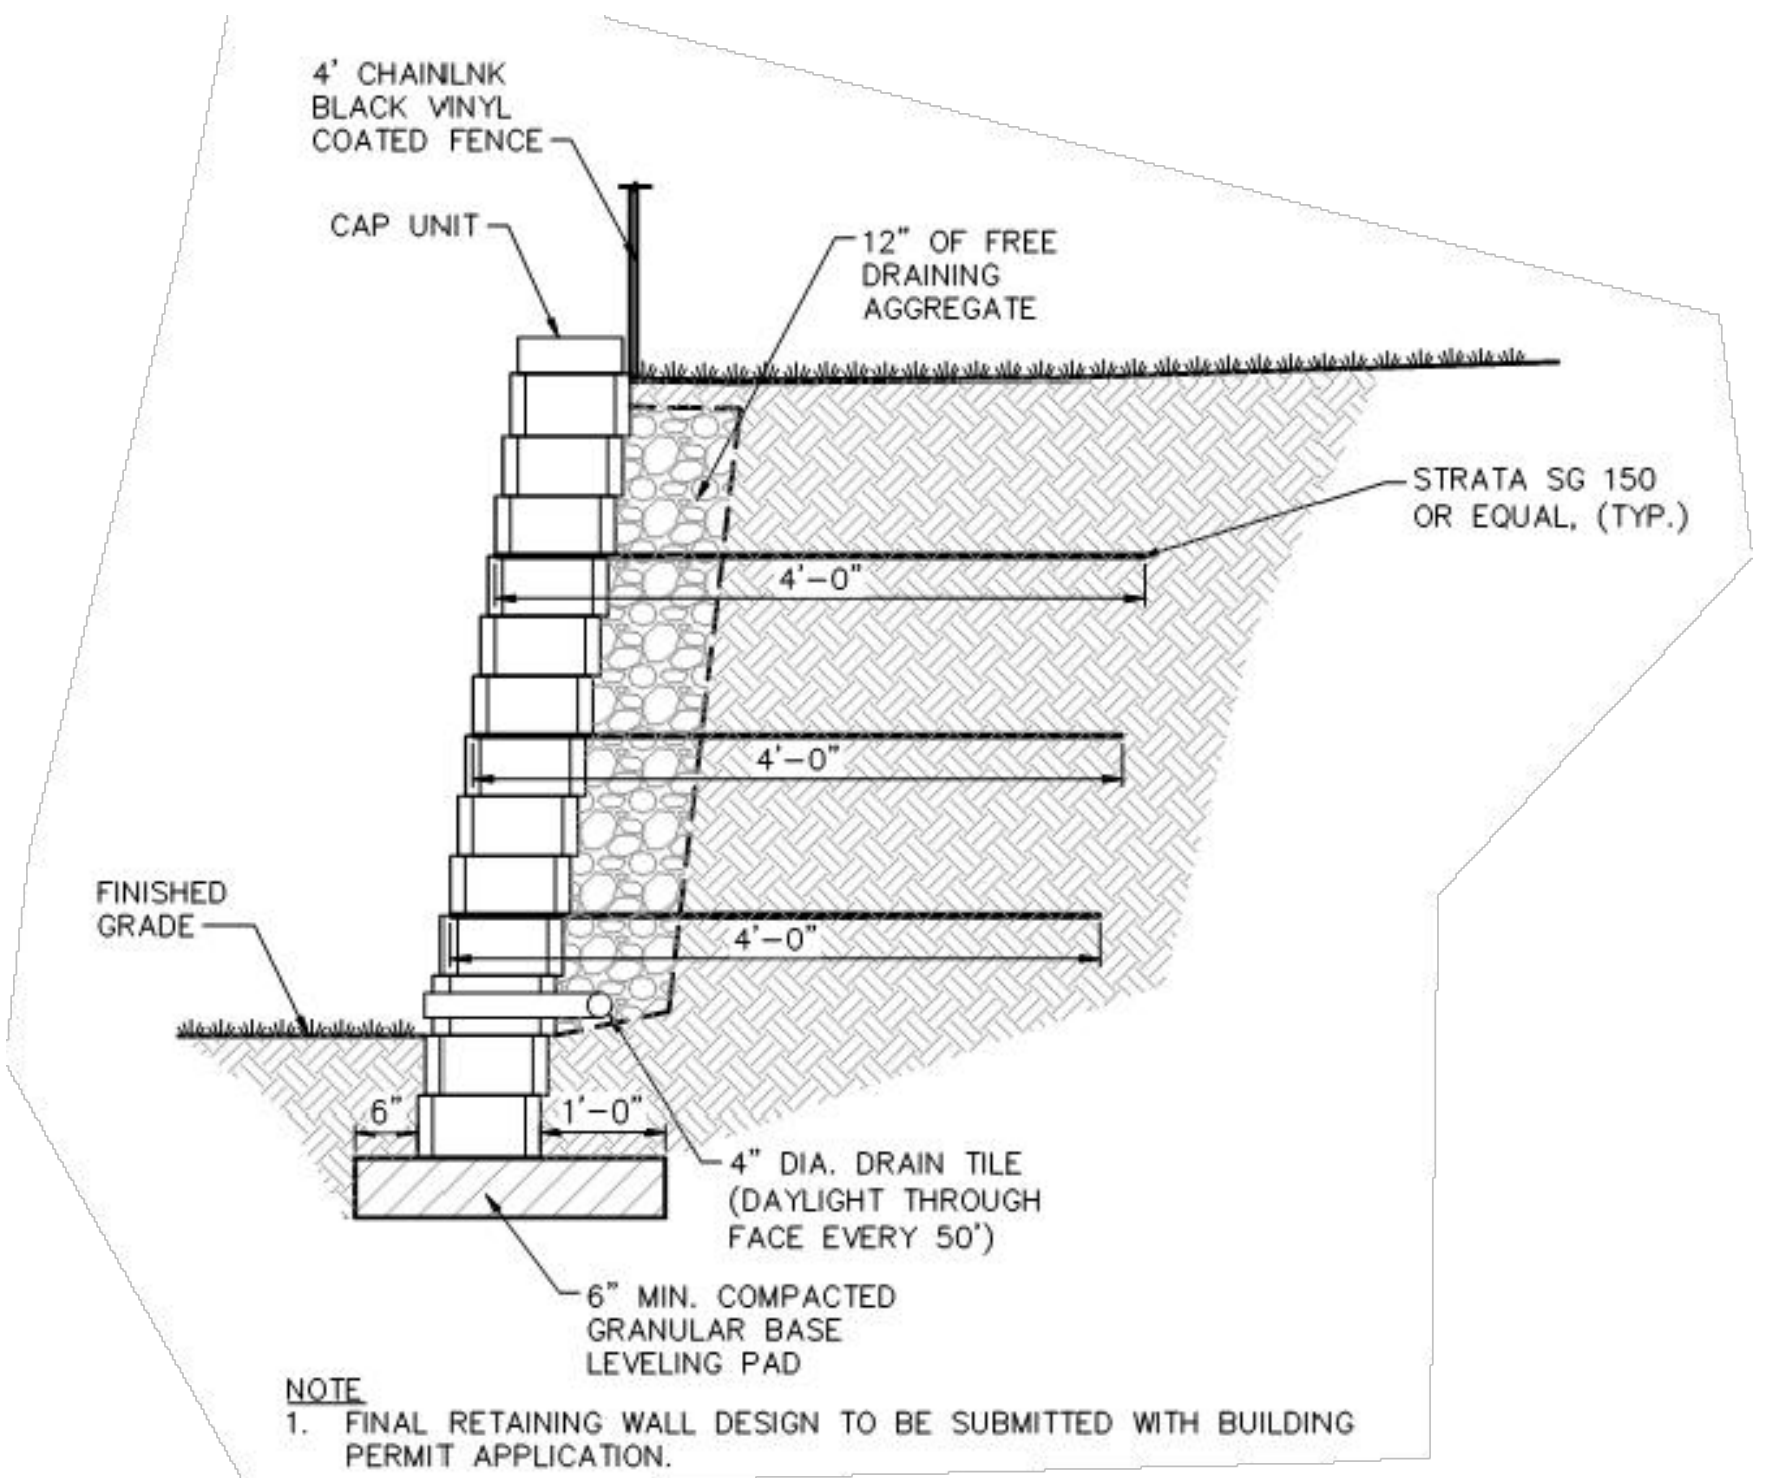 4' CHAINILNK
BLACK VINYL
COATED FENCE
CAP UNIT
12" OF FREE
DRAINING
AGGREGATE
STRATA SG 150
OR EQUAL, (TYP.)
4'-0"
4'-0"
4'-0"
FINISHED
GRADE
6"
1'-0"
4" DIA. DRAIN TILE
(DAYLIGHT THROUGH
FACE EVERY 50')
6" MIN. COMPACTED
GRANULAR BASE
LEVELING PAD
NOTE
1. FINAL RETAINING WALL DESIGN TO BE SUBMITTED WITH BUILDING
PERMIT APPLICATION.